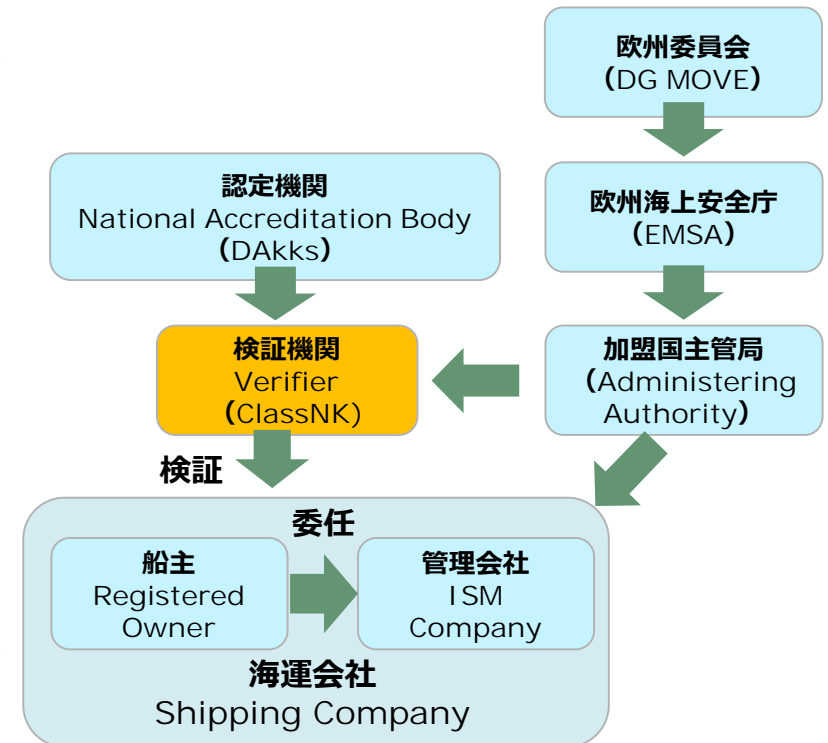 欧州委員会
(DG MOVE)
認定機関
National Accreditation Body
(DAkks)
欧州海上安全庁
(EMSA)
検証機関
Verifier
(ClassNK)
加盟国主管局
(Administering
Authority)
検証
委任
船主
Registered
Owner
管理会社
ISM
Company
海運会社
Shipping Company